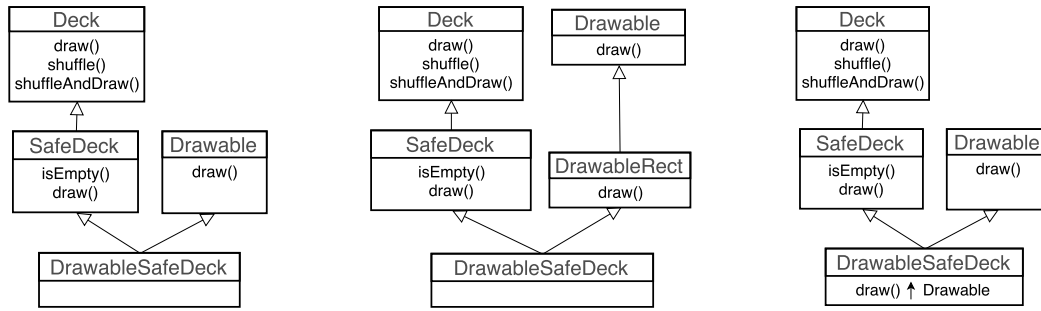 Deck
draw()
shuffle()
shuffleAndDraw()
SafeDeck
isEmpty()
draw()
Drawable
draw()
DrawableSafeDeck
Deck
draw()
shuffle()
shuffleAndDraw()
Drawable
draw()
SafeDeck
isEmpty()
draw()
DrawableRect
draw()
DrawableSafeDeck
Deck
draw()
shuffle()
shuffleAndDraw()
SafeDeck
isEmpty()
draw()
Drawable
draw()
DrawableSafeDeck
draw() ↑ Drawable